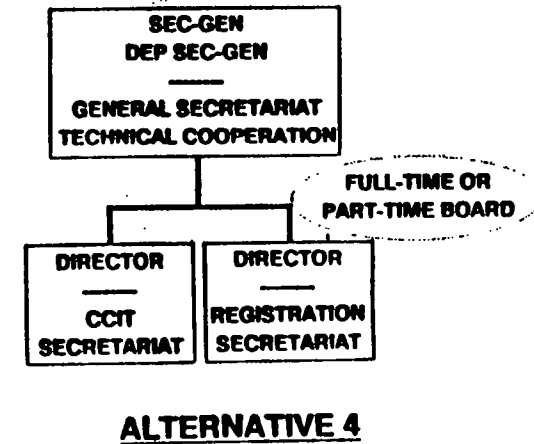 SEC-GEN
DEP SEC-GEN
GENERAL SECRETARIAT
TECHNICAL COOPERATION
FULL-TIME OR
PART-TIME BOARD
DIRECTOR
CCIT
SECRETARIAT
DIRECTOR
REGISTRATION
SECRETARIAT
ALTERNATIVE 4